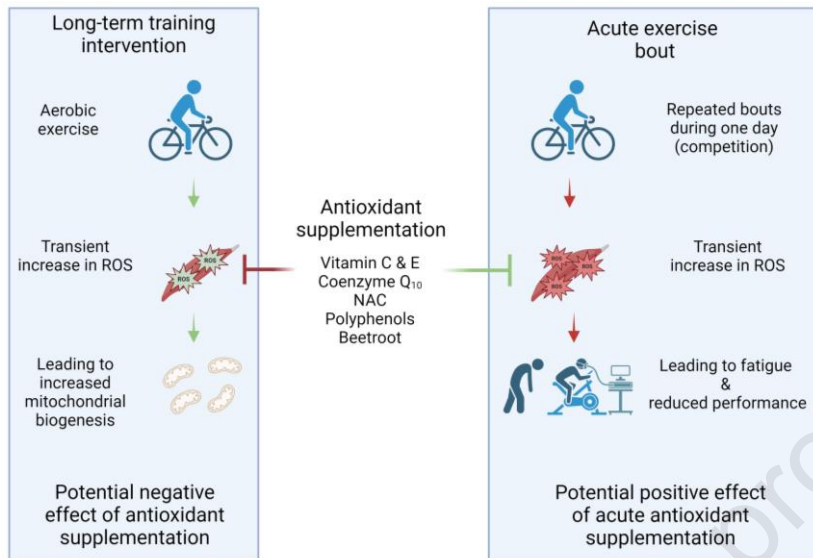 Long-term training
intervention
Aerobic
exercise
Transient
increase in ROS
ROS
ROS
Leading to
increased
mitochondrial
biogenesis
Potential negative
effect of antioxidant
supplementation
Antioxidant
supplementation
Vitamin C & E
Coenzyme Q₁₀
NAC
Polyphenols
Beetroot
Acute exercise
bout
Repeated bouts
during one day
(competition)
ROS
ROS
ROS
Transient
increase in ROS
Leading to fatigue
&
reduced performance
Potential positive effect
of acute antioxidant
supplementation
pro